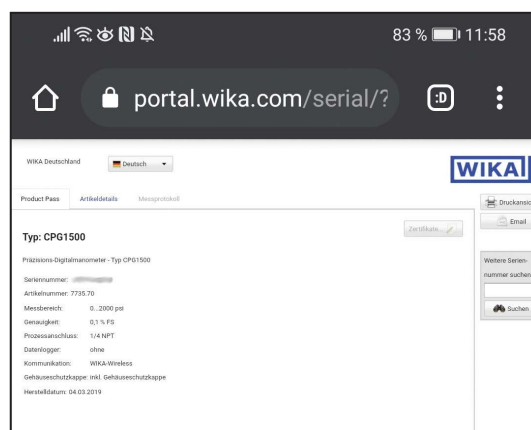 83 % 11:58
portal.wika.com/serial/? :D
WIKA Deutschland Deutsch
WIKA
Product Pass Artikeldetails Messprotokoll
Druckansic
Zertifikate
Email
Typ: CPG1500
Präzisions-Digitalmanometer - Typ CPG1500
Weitere Serien-
nummer suchen
Seriennummer:
Artikelnummer: 7735.70
Messbereich: 0...2000 psi
Suchen
Genauigkeit: 0,1 % FS
Prozessanschluss: 1/4 NPT
Datenlogger: ohne
Kommunikation: WIKA-Wireless
Gehäuseschutzkappe: inkl. Gehäuseschutzkappe
Herstelldatum: 04.03.2019